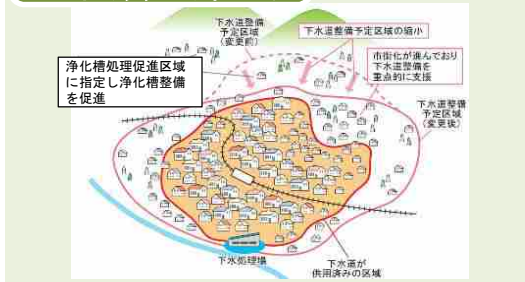 下水道整備
予定区域
(変更前)
下水道整備予定区域の縮小
市街化が進んでおり
下水道整備を
重点的に支援
浄化槽処理促進区域
に指定し浄化槽整備
を促進
下水道整備
予定区域
(変更後)
下水処理場
下水道が
供用済みの区域